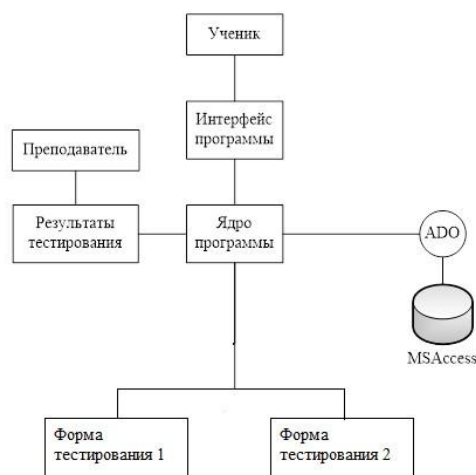 Ученик
Интерфейс
программы
Преподаватель
Результаты
тестирования
Ядро
программы
ADO
MSAccess
Форма
тестирования 1
Форма
тестирования 2